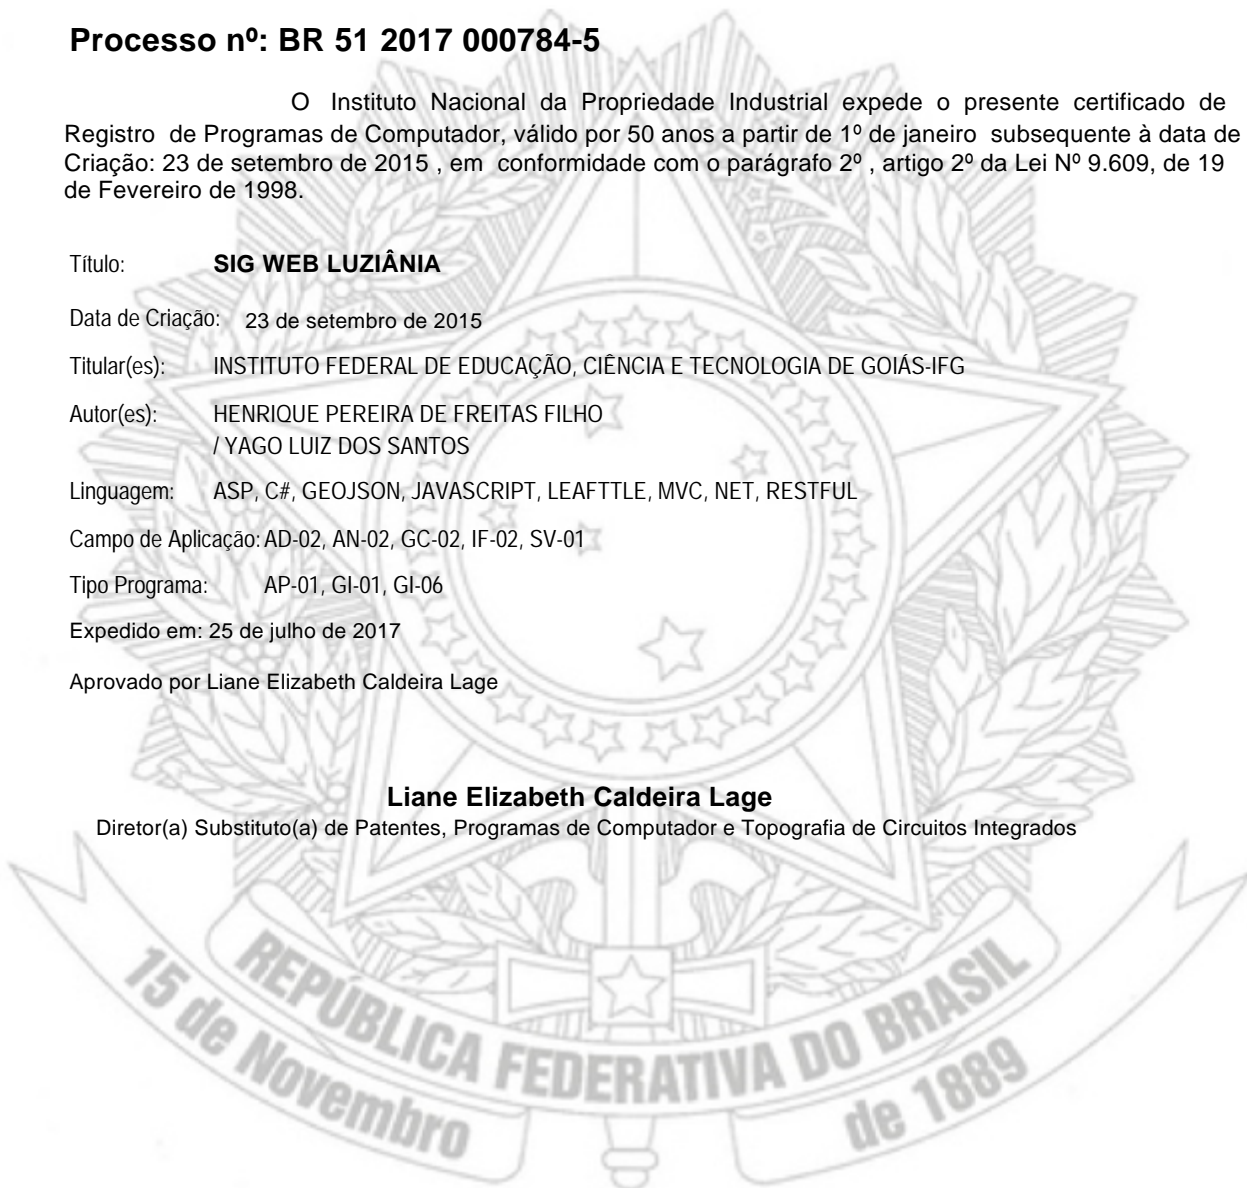 Processo nº: BR 51 2017 000784-5
O Instituto Nacional da Propriedade Industrial expede o presente certificado de
Registro de Programas de Computador, válido por 50 anos a partir de 1º de janeiro subsequente à data de
Criação: 23 de setembro de 2015 , em conformidade com o parágrafo 2º , artigo 2º da Lei Nº 9.609, de 19
de Fevereiro de 1998.
Título: SIG WEB LUZIÂNIA
Data de Criação: 23 de setembro de 2015
Titular(es): INSTITUTO FEDERAL DE EDUCAÇÃO, CIÊNCIA E TECNOLOGIA DE GOIÁS-IFG
Autor(es): HENRIQUE PEREIRA DE FREITAS FILHO
/ YAGO LUIZ DOS SANTOS
Linguagem: ASP, C#, GEOJSON, JAVASCRIPT, LEAFTTLE, MVC, NET, RESTFUL
Campo de Aplicação: AD-02, AN-02, GC-02, IF-02, SV-01
Tipo Programa: AP-01, GI-01, GI-06
Expedido em: 25 de julho de 2017
Aprovado por Liane Elizabeth Caldeira Lage
Liane Elizabeth Caldeira Lage
Diretor(a) Substituto(a) de Patentes, Programas de Computador e Topografia de Circuitos Integrados
REPÚBLICA FEDERATIVA DO BRASIL
15 de Novembro de 1889